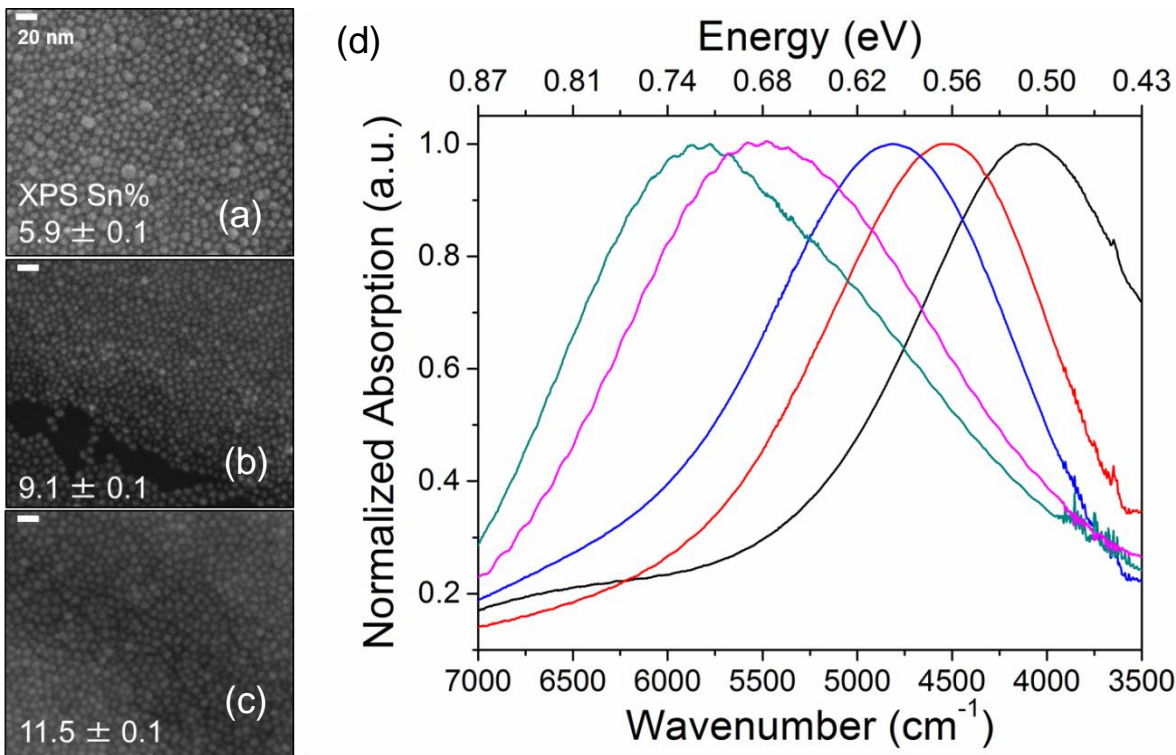 20 nm
XPS Sn%
5.9 ± 0.1
(a)
9.1 ± 0.1
(b)
11.5 ± 0.1
(c)
(d)
Energy (eV)
0.87 0.81 0.74 0.68 0.62 0.56 0.50 0.43
1.0
0.8
0.6
0.4
0.2
Normalized Absorption (a.u.)
7000 6500 6000 5500 5000 4500 4000 3500
Wavenumber (cm⁻¹)